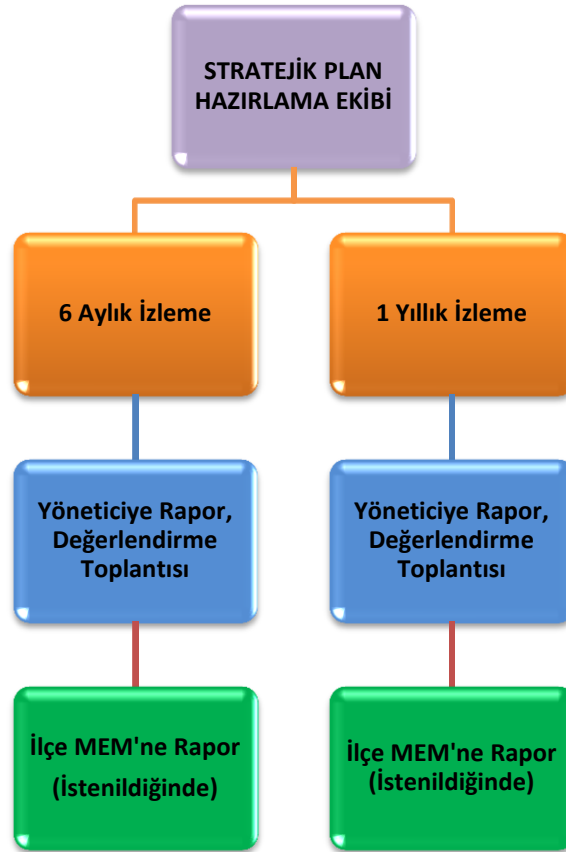 STRATEJİK PLAN
HAZIRLAMA EKİBİ
6 Aylık İzleme
1 Yıllık İzleme
Yöneticiye Rapor,
Değerlendirme
Toplantısı
Yöneticiye Rapor,
Değerlendirme
Toplantısı
İlçe MEM'ne Rapor
(İstenildiğinde)
İlçe MEM'ne Rapor
(İstenildiğinde)